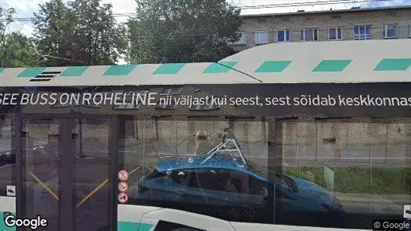 SEE BUSS ON ROHELINE nii väljast kui seest, sest sõidab keskkonnas
Google
© Google